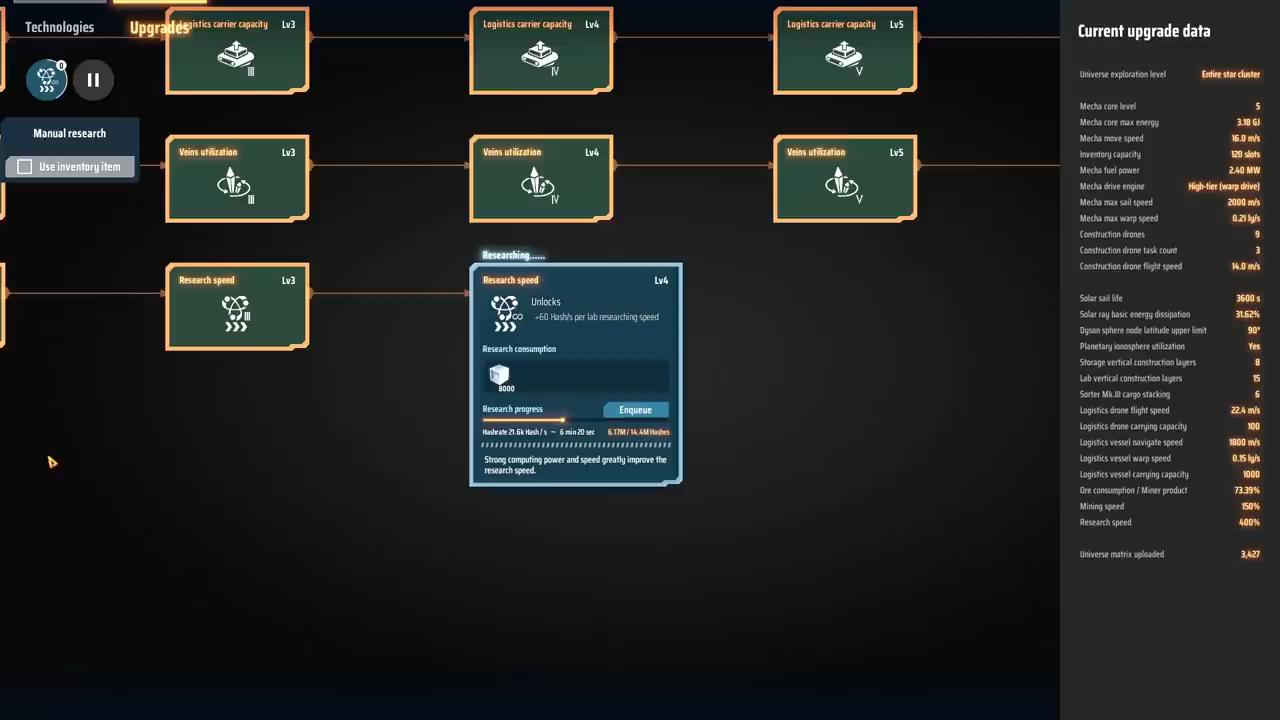 Technologies
Upgrades
0
Manual research
Use inventory item
Logistics carrier capacity Lv3
III
Logistics carrier capacity Lv4
IV
Logistics carrier capacity Lv5
V
Veins utilization Lv3
III
Veins utilization Lv4
IV
Veins utilization Lv5
V
Research speed Lv3
III
Researching......
Research speed Lv4
Unlocks
+60 Hash/s per lab researching speed
∞
Research consumption
8000
Research progress
Enqueue
Hashrate 21.6k Hash / s ~ 6 min 20 sec 6.17M / 14.4M Hashes
Strong computing power and speed greatly improve the
research speed.
Current upgrade data
Universe exploration level Entire star cluster
Mecha core level 5
Mecha core max energy 3.18 GJ
Mecha move speed 16.0 m/s
Inventory capacity 120 slots
Mecha fuel power 2.40 MW
Mecha drive engine High-tier (warp drive)
Mecha max sail speed 2000 m/s
Mecha max warp speed 0.21 ly/s
Construction drones 9
Construction drone task count 3
Construction drone flight speed 14.0 m/s
Solar sail life 3600 s
Solar ray basic energy dissipation 31.62%
Dyson sphere node latitude upper limit 90°
Planetary ionosphere utilization Yes
Storage vertical construction layers 8
Lab vertical construction layers 15
Sorter Mk.III cargo stacking 6
Logistics drone flight speed 22.4 m/s
Logistics drone carrying capacity 100
Logistics vessel navigate speed 1800 m/s
Logistics vessel warp speed 0.15 ly/s
Logistics vessel carrying capacity 1000
Ore consumption / Miner product 73.39%
Mining speed 150%
Research speed 400%
Universe matrix uploaded 3,427